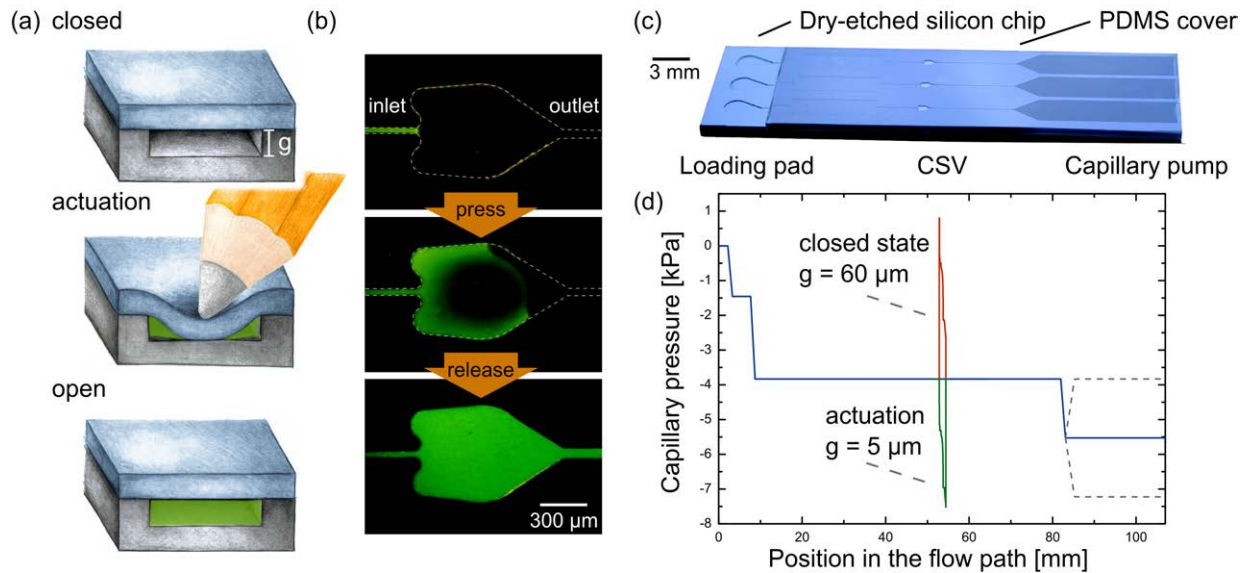 (a) closed
g
actuation
open
(b)
inlet
outlet
press
release
300 µm
(c)
Dry-etched silicon chip
PDMS cover
3 mm
Loading pad
CSV
Capillary pump
(d)
Capillary pressure [kPa]
1
0
-1
-2
-3
-4
-5
-6
-7
-8
closed state
g = 60 µm
actuation
g = 5 µm
0
20
40
60
80
100
Position in the flow path [mm]